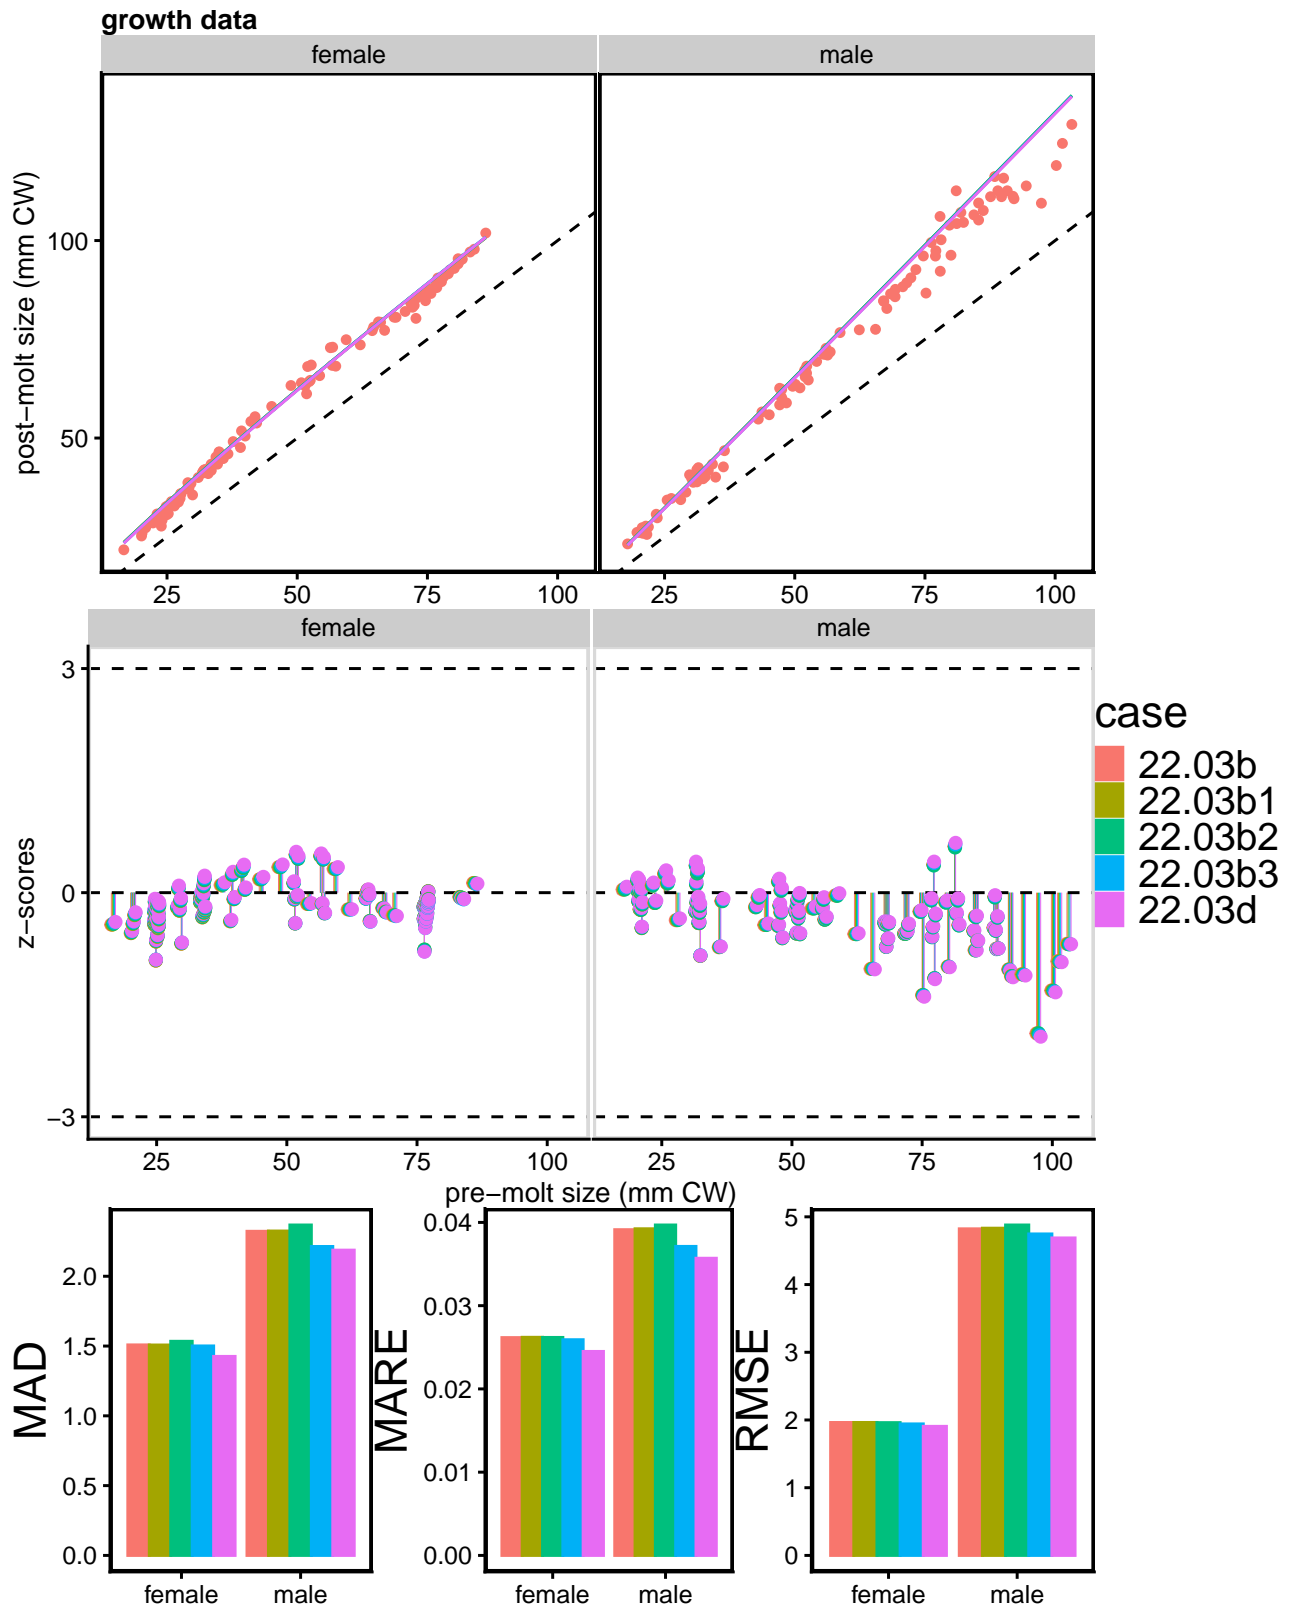 growth data
female male
post−molt size (mm CW)
100
50
25 50 75 100 25 50 75 100
female male
z−scores
3
0
−3
25 50 75 100 25 50 75 100
pre−molt size (mm CW)
case
22.03b
22.03b1
22.03b2
22.03b3
22.03d
MAD
2.0
1.5
1.0
0.5
0.0
female male
MARE
0.04
0.03
0.02
0.01
0.00
female male
RMSE
5
4
3
2
1
0
female male